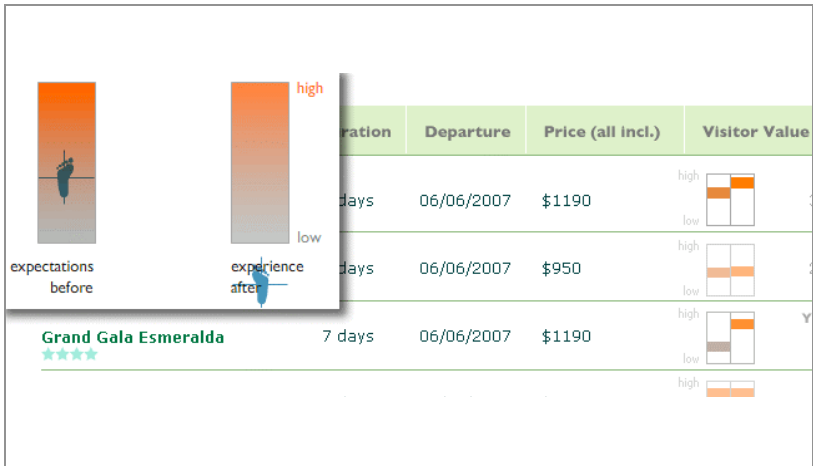 high
low
expectations
before
experience
after
ration Departure Price (all incl.) Visitor Value
high
days 06/06/2007 $1190
low
high
days 06/06/2007 $950
low
high
Grand Gala Esmeralda 7 days 06/06/2007 $1190
Y
low
high